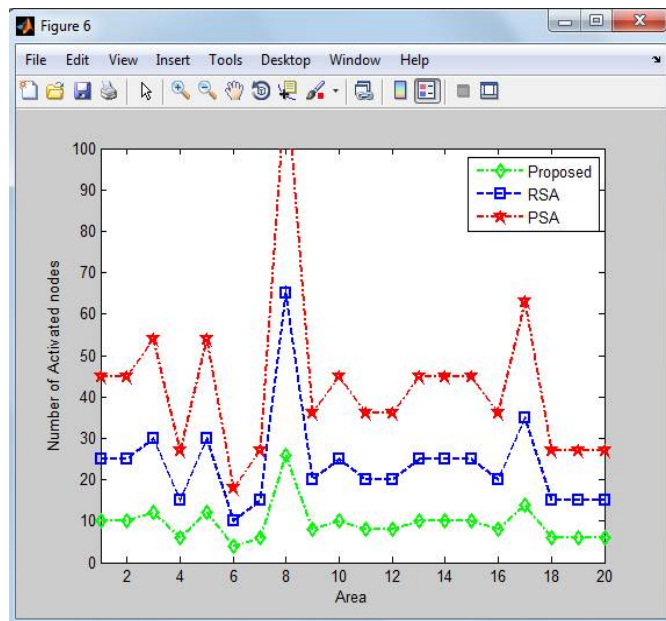 Figure 6
File Edit View Insert Tools Desktop Window Help
100
90
80
70
60
50
40
30
20
10
0
Number of Activated nodes
Proposed
RSA
PSA
2 4 6 8 10 12 14 16 18 20
Area